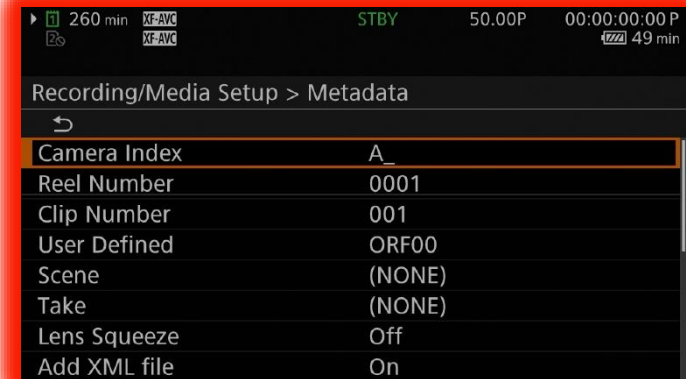 1 260 min XF-AVC STBY 50.00P 00:00:00:00 P
2 XF-AVC 49 min
Recording/Media Setup > Metadata
Camera Index A_
Reel Number 0001
Clip Number 001
User Defined ORF00
Scene (NONE)
Take (NONE)
Lens Squeeze Off
Add XML file On